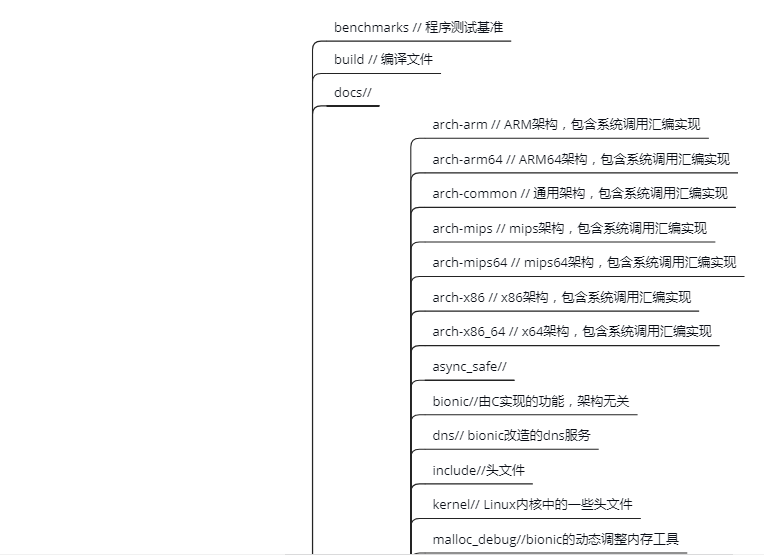 benchmarks // 程序测试基准
build // 编译文件
docs//
arch-arm // ARM架构，包含系统调用汇编实现
arch-arm64 // ARM64架构，包含系统调用汇编实现
arch-common // 通用架构，包含系统调用汇编实现
arch-mips // mips架构，包含系统调用汇编实现
arch-mips64 // mips64架构，包含系统调用汇编实现
arch-x86 // x86架构，包含系统调用汇编实现
arch-x86_64 // x64架构，包含系统调用汇编实现
async_safe//
bionic//由C实现的功能，架构无关
dns// bionic改造的dns服务
include//头文件
kernel// Linux内核中的一些头文件
malloc_debug//bionic的动态调整内存工具